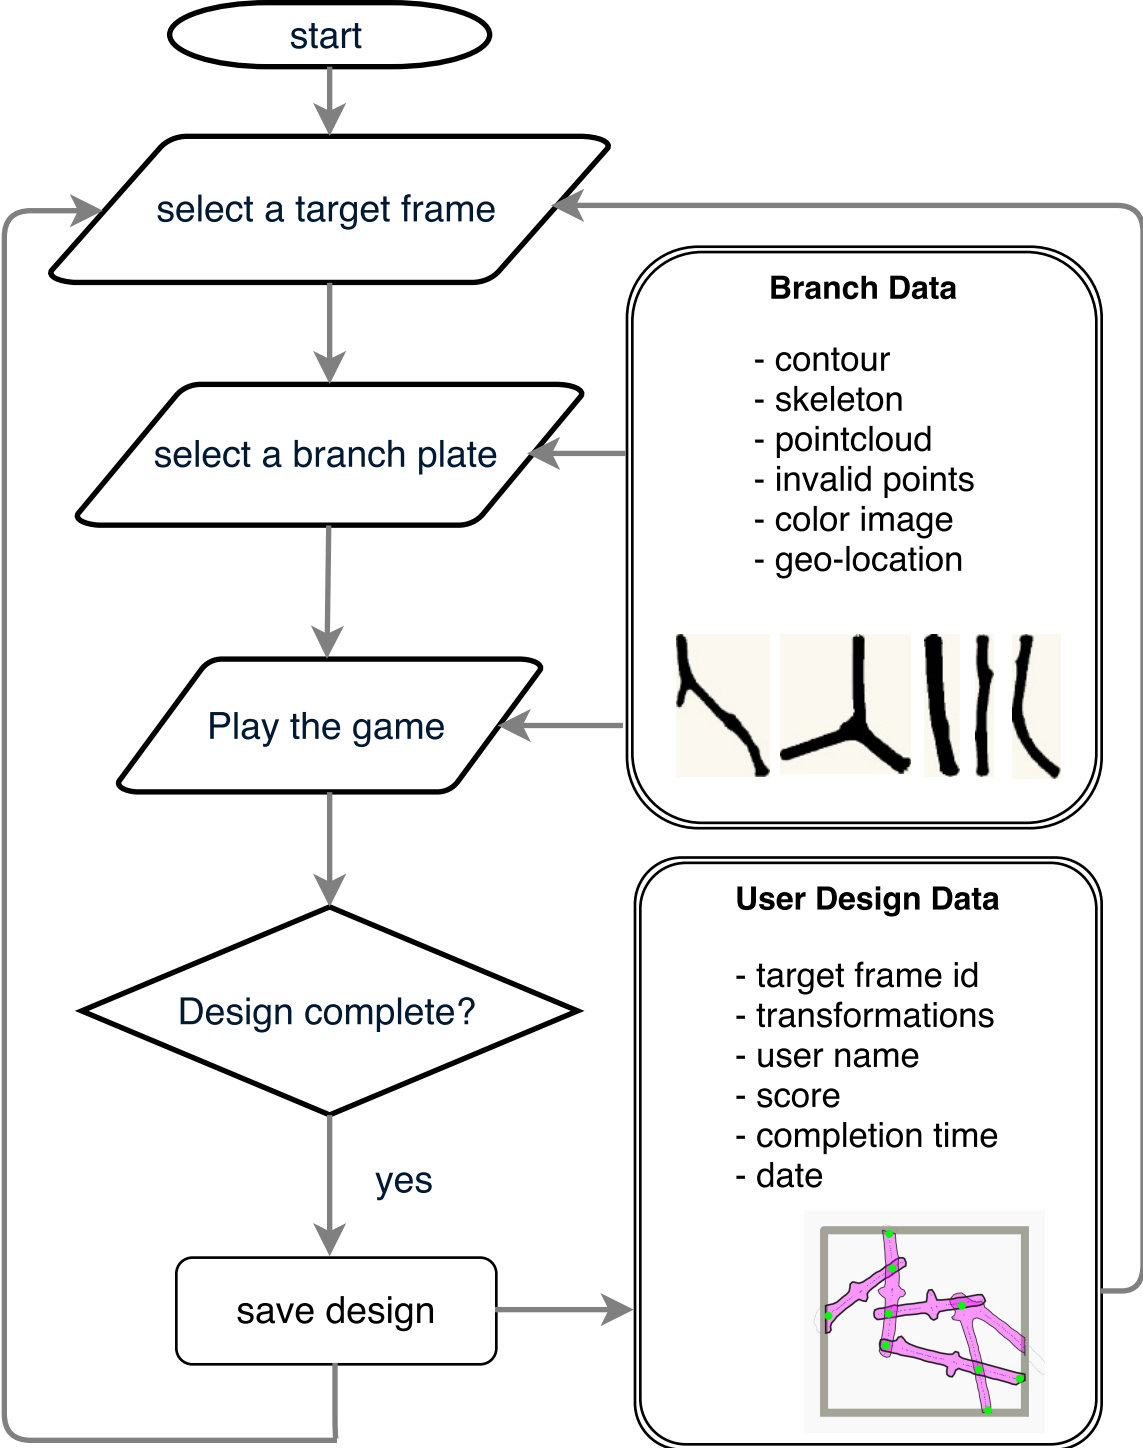 start
select a target frame
select a branch plate
Play the game
Design complete?
yes
save design
Branch Data
- contour
- skeleton
- pointcloud
- invalid points
- color image
- geo-location
User Design Data
- target frame id
- transformations
- user name
- score
- completion time
- date